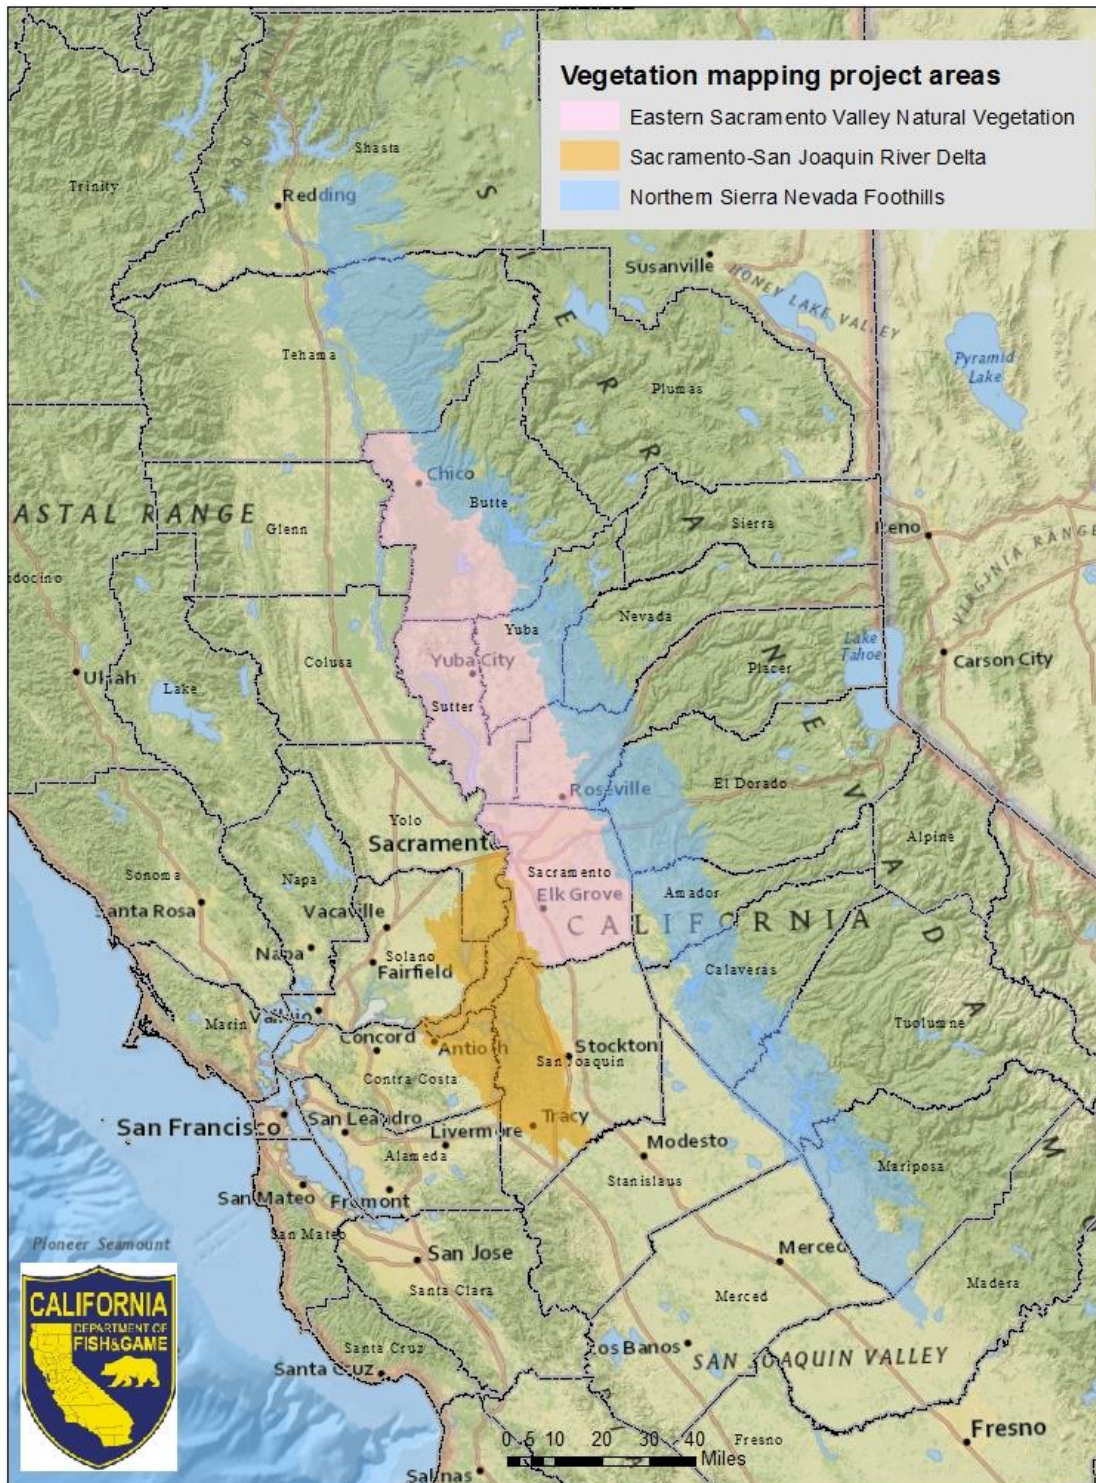 Vegetation mapping project areas
Eastern Sacramento Valley Natural Vegetation
Sacramento-San Joaquin River Delta
Northern Sierra Nevada Foothills
Shasta
Trinity
Redding
Susanville
HONEY LAKE VALLEY
SIERRA NEVADA
Tehama
Plumas
Pyramid
Lake
Chico
Butte
ASTAL RANGE
Glenn
Sierra
Reno
VIRGINIA RANGE
docino
Nevada
Yuba
Lake
Tahoe
Colusa
Yuba City
Placer
Carson City
Ukiah
Lake
Sutter
El Dorado
Roseville
Yolo
Alpine
Sacramento
Sonoma
Napa
Sacramento
Amador
Santa Rosa
Vacaville
Elk Grove
CALIFORNIA
Napa
Solano
Fairfield
Calaveras
Marin
Vallejo
Tuolumne
Concord
Antioch
Stockton
San Joaquin
Contra Costa
San Francisco
San Leandro
Tracy
Livermore
Modesto
Alameda
Mariposa
Stanislaus
San Mateo
Fremont
San Mateo
Pioneer Seamount
San Jose
Merced
Santa Clara
Merced
Madera
CALIFORNIA
DEPARTMENT OF
FISH&GAME
Santa Cruz
Los Banos
SAN JOAQUIN VALLEY
Santa Cruz
Fresno
0 5 10 20 30 40
Miles
Fresno
Salinas